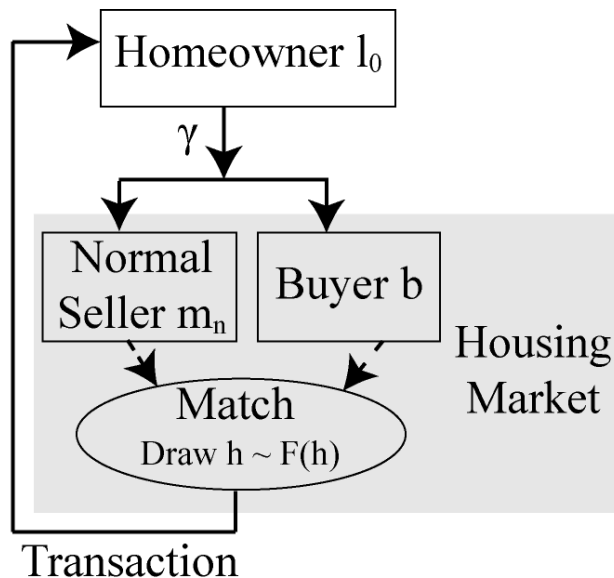 Homeowner l₀
γ
Normal
Seller mₙ
Buyer b
Housing
Market
Match
Draw h ~ F(h)
Transaction